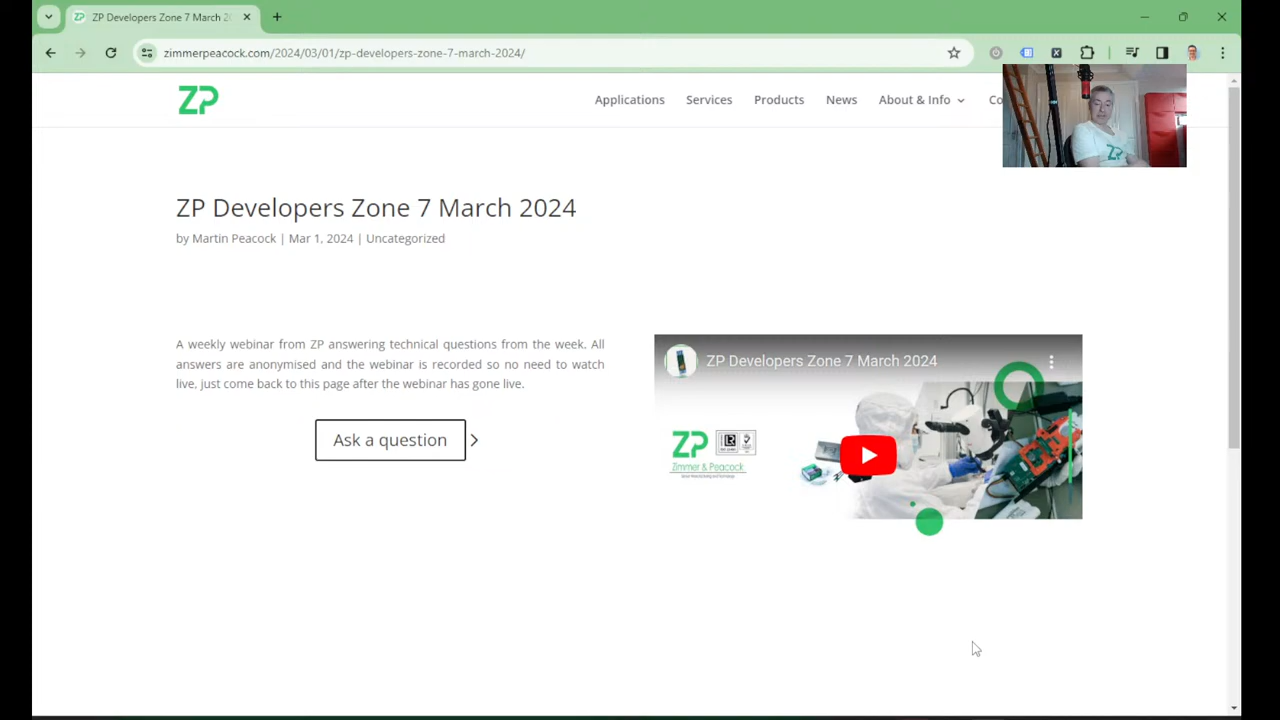 ZP Developers Zone 7 March 20
zimmerpeacock.com/2024/03/01/zp-developers-zone-7-march-2024/
ZP
Applications
Services
Products
News
About & Info
Co
ZP
ZP Developers Zone 7 March 2024
by Martin Peacock | Mar 1, 2024 | Uncategorized
A weekly webinar from ZP answering technical questions from the week. All
answers are anonymised and the webinar is recorded so no need to watch
live, just come back to this page after the webinar has gone live.
Ask a question
ZP Developers Zone 7 March 2024
ZP
Zimmer & Peacock